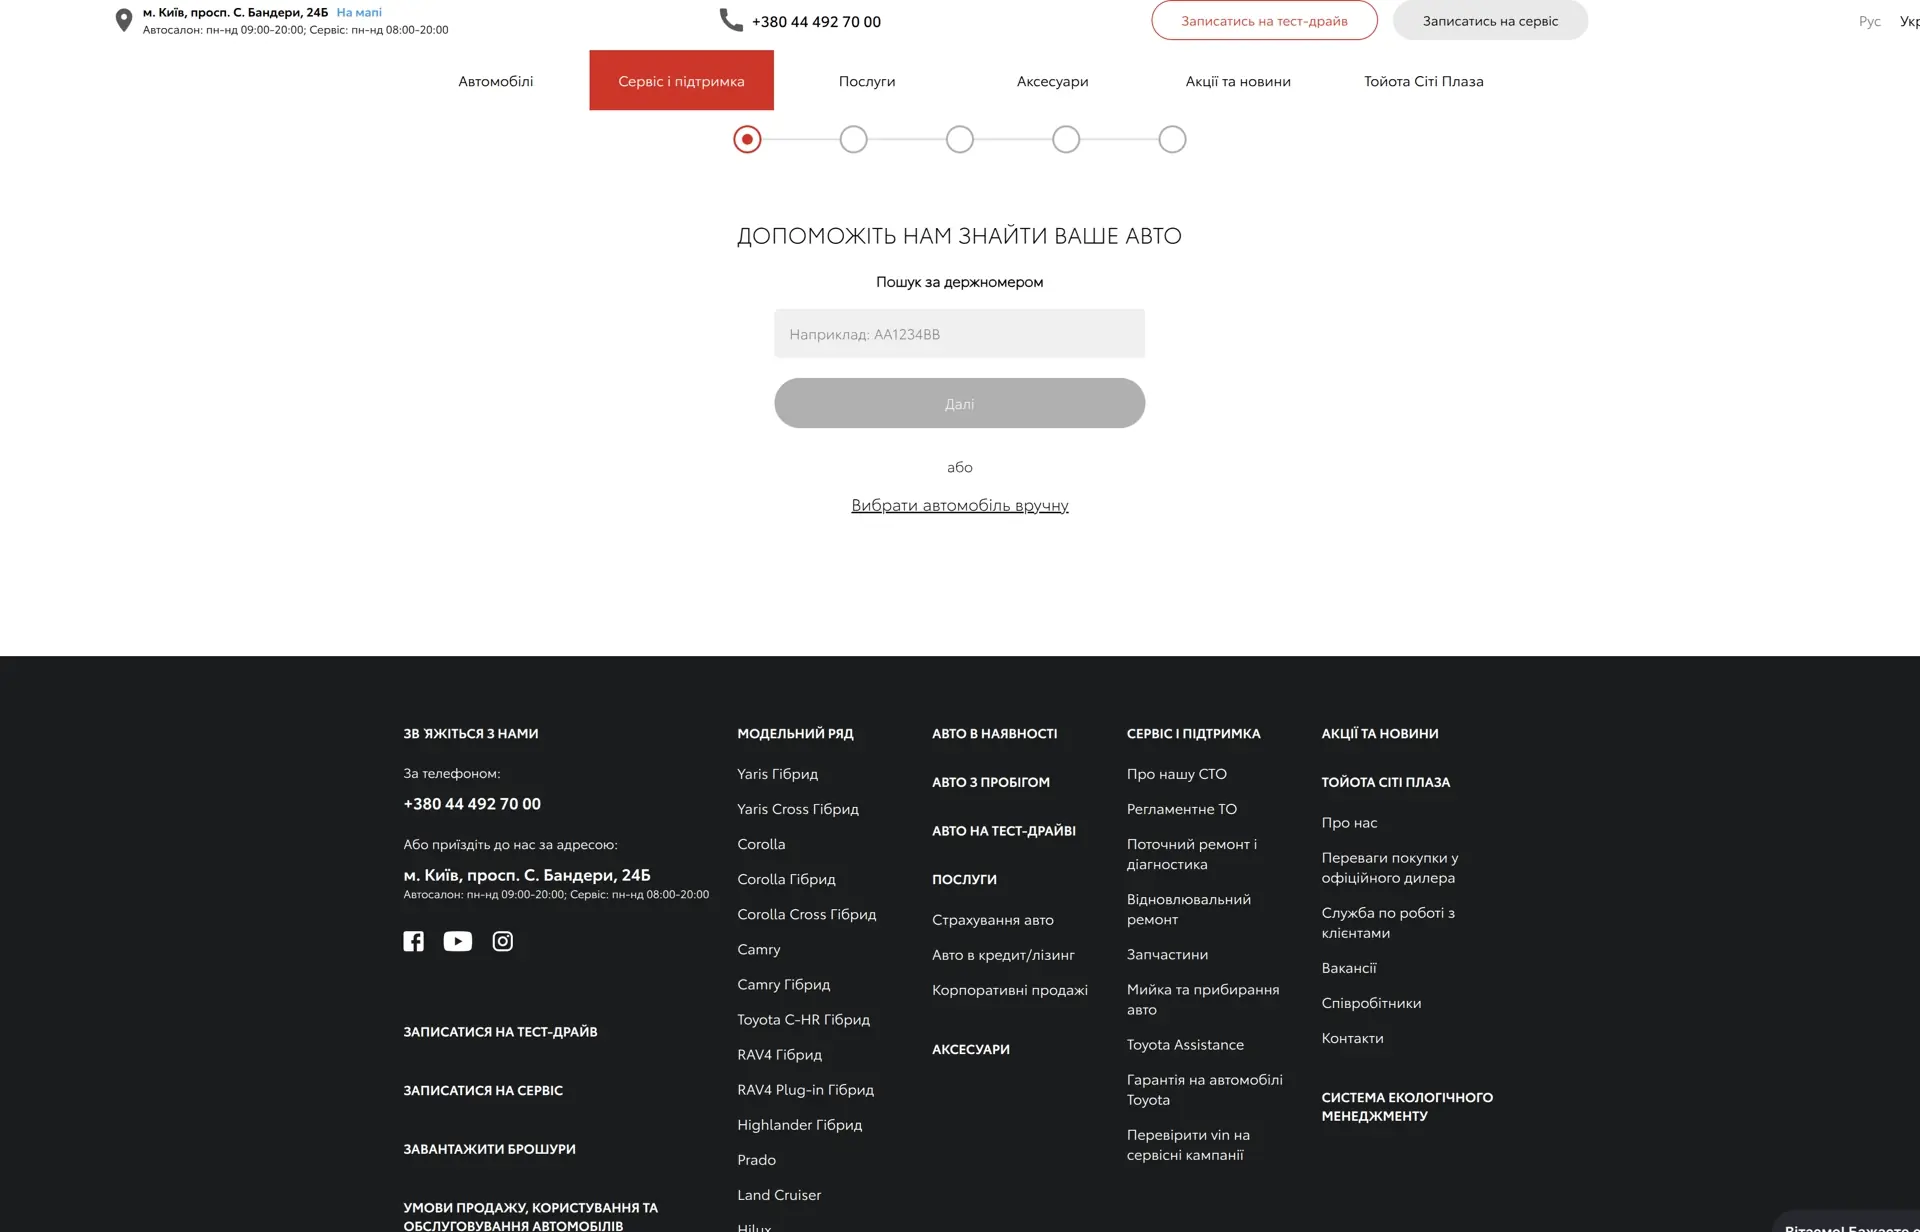 м. Київ, просп. С. Бандери, 24Б На мапі
Автосалон: пн-нд 09:00-20:00; Сервіс: пн-нд 08:00-20:00
+380 44 492 70 00
Записатись на тест-драйв
Записатись на сервіс
Рус Укр
Автомобілі
Сервіс і підтримка
Послуги
Аксесуари
Акції та новини
Тойота Сіті Плаза
ДОПОМОЖІТЬ НАМ ЗНАЙТИ ВАШЕ АВТО
Пошук за держномером
Наприклад: AA1234BB
Далі
або
Вибрати автомобіль вручну
ЗВ`ЯЖІТЬСЯ З НАМИ
За телефоном:
+380 44 492 70 00
Або приїздіть до нас за адресою:
м. Київ, просп. С. Бандери, 24Б
Автосалон: пн-нд 09:00-20:00; Сервіс: пн-нд 08:00-20:00
ЗАПИСАТИСЯ НА ТЕСТ-ДРАЙВ
ЗАПИСАТИСЯ НА СЕРВІС
ЗАВАНТАЖИТИ БРОШУРИ
УМОВИ ПРОДАЖУ, КОРИСТУВАННЯ ТА
ОБСЛУГОВУВАННЯ АВТОМОБІЛІВ
МОДЕЛЬНИЙ РЯД
Yaris Гібрид
Yaris Cross Гібрид
Corolla
Corolla Гібрид
Corolla Cross Гібрид
Camry
Camry Гібрид
Toyota C-HR Гібрид
RAV4 Гібрид
RAV4 Plug-in Гібрид
Highlander Гібрид
Prado
Land Cruiser
Hilux
АВТО В НАЯВНОСТІ
АВТО З ПРОБІГОМ
АВТО НА ТЕСТ-ДРАЙВІ
ПОСЛУГИ
Страхування авто
Авто в кредит/лізинг
Корпоративні продажі
АКСЕСУАРИ
СЕРВІС І ПІДТРИМКА
Про нашу СТО
Регламентне ТО
Поточний ремонт і
діагностика
Відновлювальний
ремонт
Запчастини
Мийка та прибирання
авто
Toyota Assistance
Гарантія на автомобілі
Toyota
Перевірити vin на
сервісні кампанії
АКЦІЇ ТА НОВИНИ
ТОЙОТА СІТІ ПЛАЗА
Про нас
Переваги покупки у
офіційного дилера
Служба по роботі з
клієнтами
Вакансії
Співробітники
Контакти
СИСТЕМА ЕКОЛОГІЧНОГО
МЕНЕДЖМЕНТУ
Вітаємо! Бажаєте